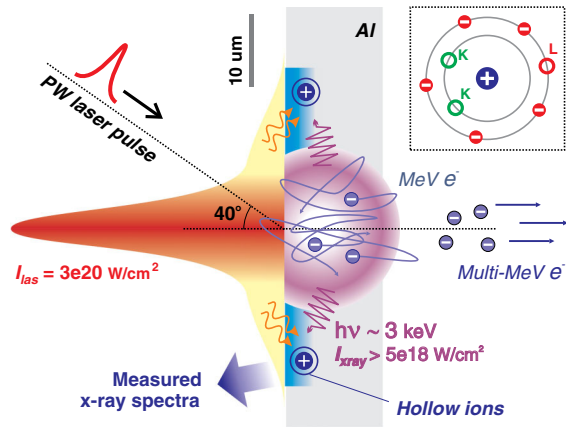 10 um
Al
K
K
L
+
PW laser pulse
+
MeV e-
40°
Multi-MeV e-
I_las = 3e20 W/cm²
hν ~ 3 keV
I_xray > 5e18 W/cm²
+
Measured
x-ray spectra
Hollow ions